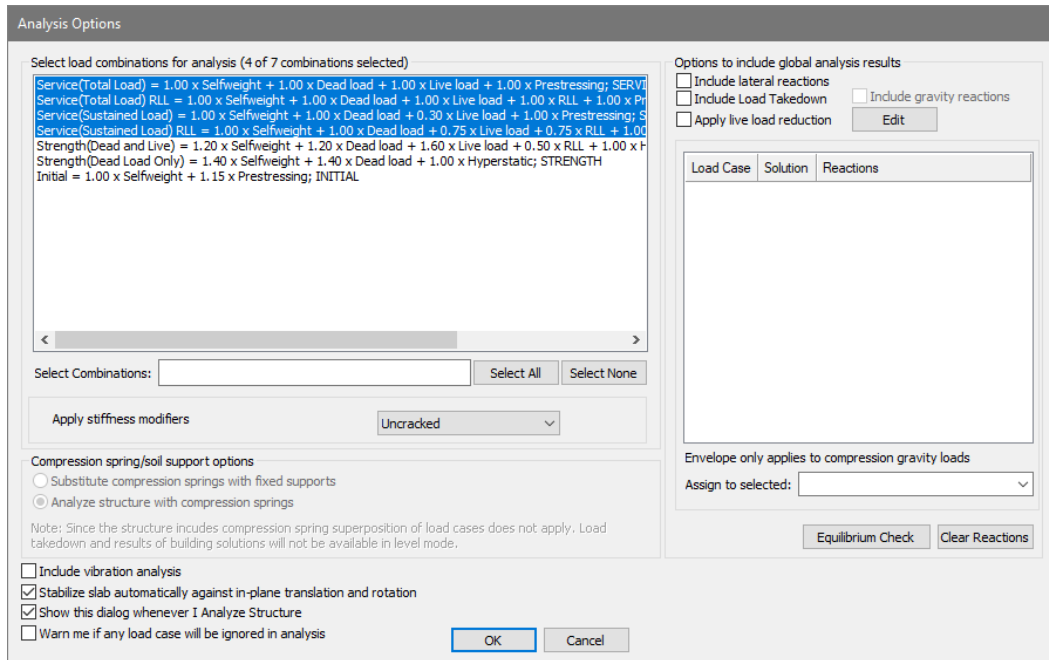 Analysis Options
Select load combinations for analysis (4 of 7 combinations selected)
Service(Total Load) = 1.00 x Selfweight + 1.00 x Dead load + 1.00 x Live load + 1.00 x Prestressing; SERVI
Service(Total Load) RLL = 1.00 x Selfweight + 1.00 x Dead load + 1.00 x Live load + 1.00 x RLL + 1.00 x Pr
Service(Sustained Load) = 1.00 x Selfweight + 1.00 x Dead load + 0.30 x Live load + 1.00 x Prestressing; S
Service(Sustained Load) RLL = 1.00 x Selfweight + 1.00 x Dead load + 0.75 x Live load + 0.75 x RLL + 1.00
Strength(Dead and Live) = 1.20 x Selfweight + 1.20 x Dead load + 1.60 x Live load + 0.50 x RLL + 1.00 x H
Strength(Dead Load Only) = 1.40 x Selfweight + 1.40 x Dead load + 1.00 x Hyperstatic; STRENGTH
Initial = 1.00 x Selfweight + 1.15 x Prestressing; INITIAL
Select Combinations:
Select All
Select None
Apply stiffness modifiers
Uncracked
Compression spring/soil support options
Substitute compression springs with fixed supports
Analyze structure with compression springs
Note: Since the structure incudes compression spring superposition of load cases does not apply. Load
takedown and results of building solutions will not be available in level mode.
Include vibration analysis
Stabilize slab automatically against in-plane translation and rotation
Show this dialog whenever I Analyze Structure
Warn me if any load case will be ignored in analysis
Options to include global analysis results
Include lateral reactions
Include Load Takedown
Include gravity reactions
Apply live load reduction
Edit
Load Case Solution Reactions
Envelope only applies to compression gravity loads
Assign to selected:
Equilibrium Check
Clear Reactions
OK
Cancel